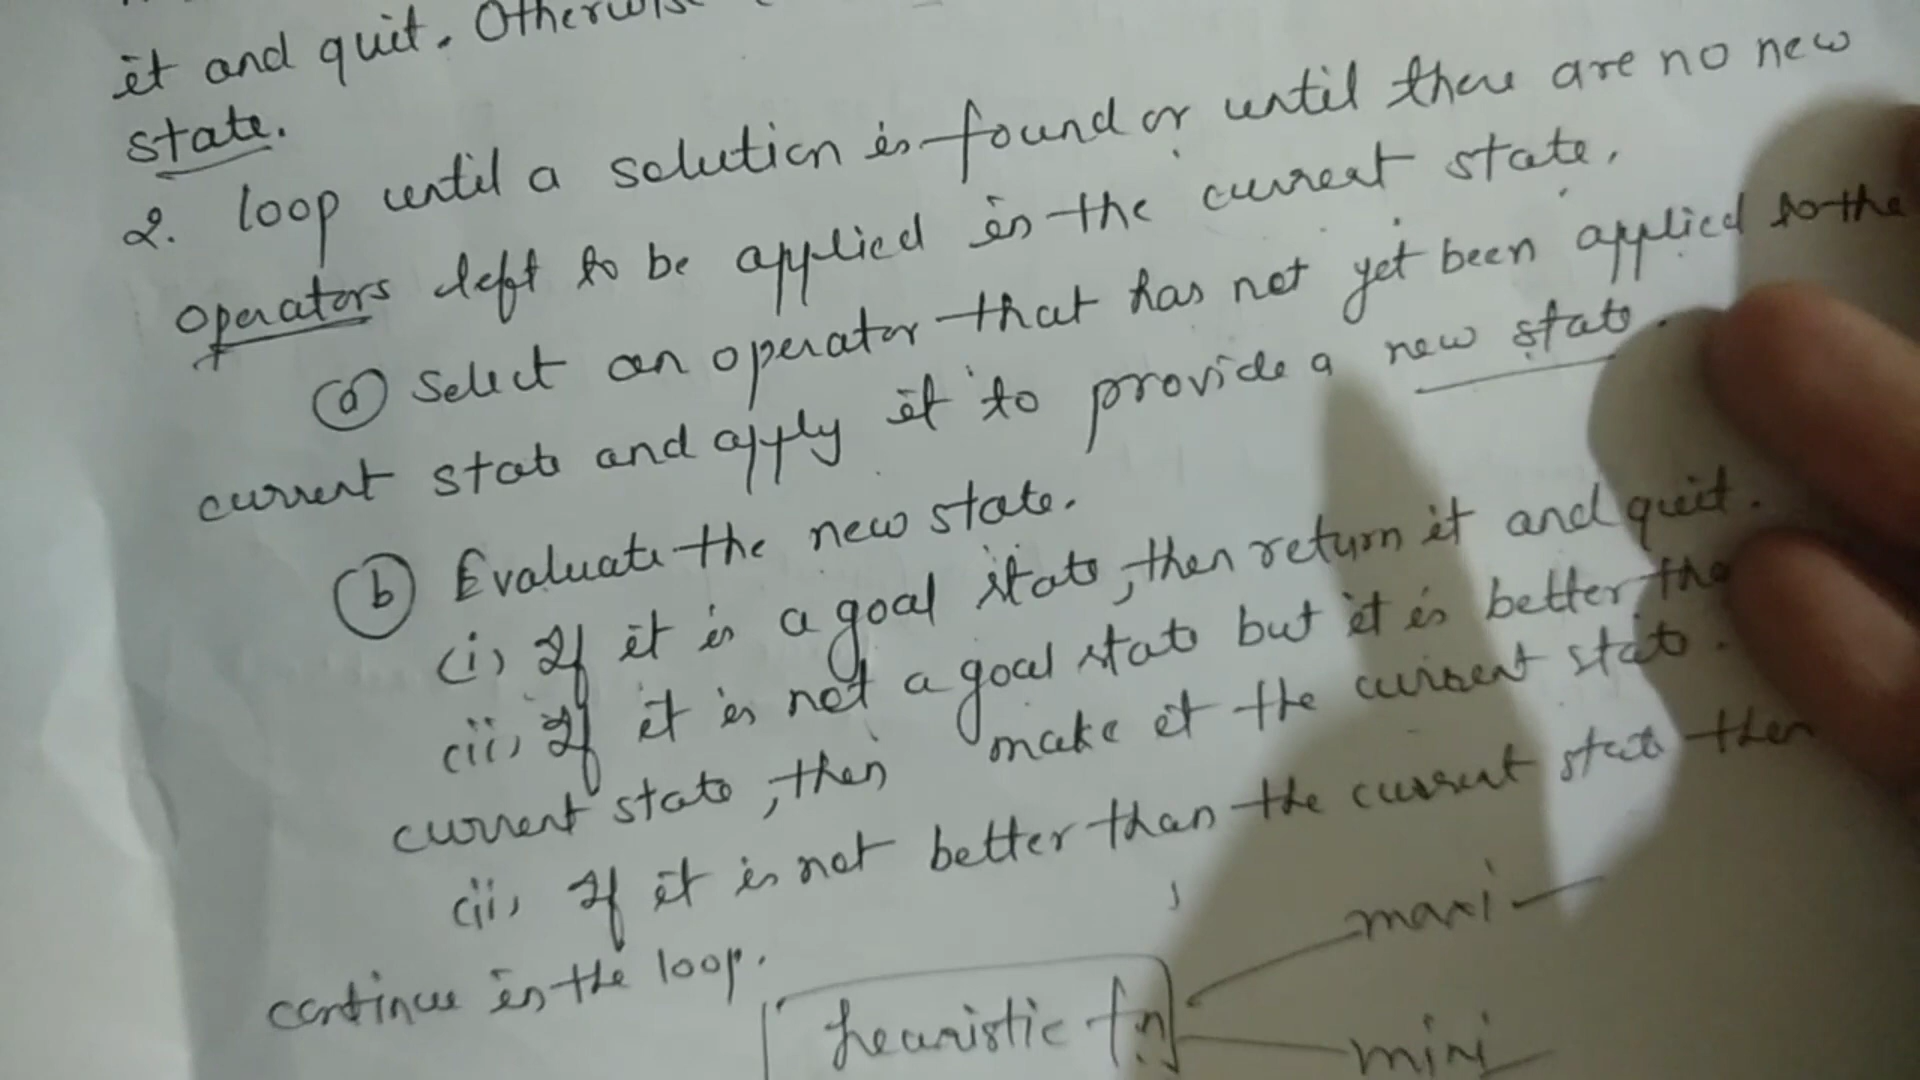 it and quit. Otherwise
state.
2. loop until a solution is found or until there are no new
operators left to be applied in the current state.
(a) Select an operator that has not yet been applied to the
current state and apply it to provide a new state.
(b) Evaluate the new state.
(i) If it is a goal state, then return it and quit.
(ii) If it is not a goal state but it is better tha
current state, then make it the current state.
(ii) If it is not better than the current state then
continue in the loop.
maxi
heuristic fn
mini